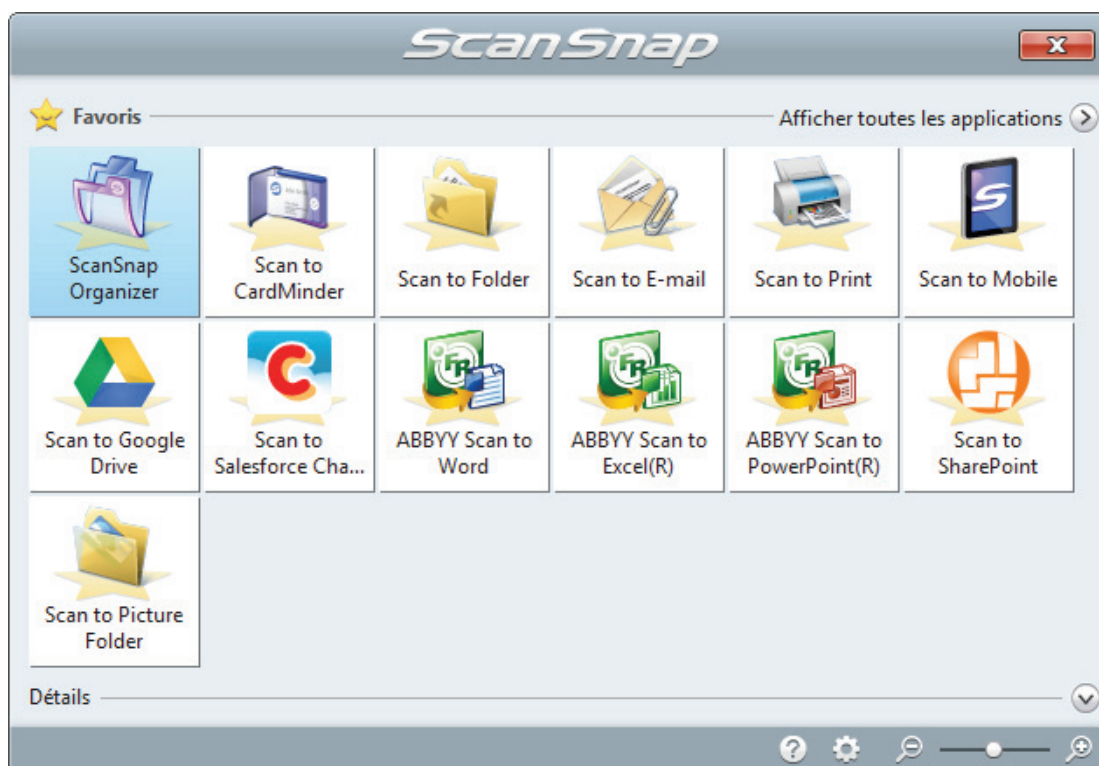 ScanSnap
Favoris
Afficher toutes les applications
ScanSnap
Organizer
Scan to
CardMinder
Scan to Folder
Scan to E-mail
Scan to Print
Scan to Mobile
Scan to Google
Drive
Scan to
Salesforce Cha...
ABBYY Scan to
Word
ABBYY Scan to
Excel(R)
ABBYY Scan to
PowerPoint(R)
Scan to
SharePoint
Scan to Picture
Folder
Détails